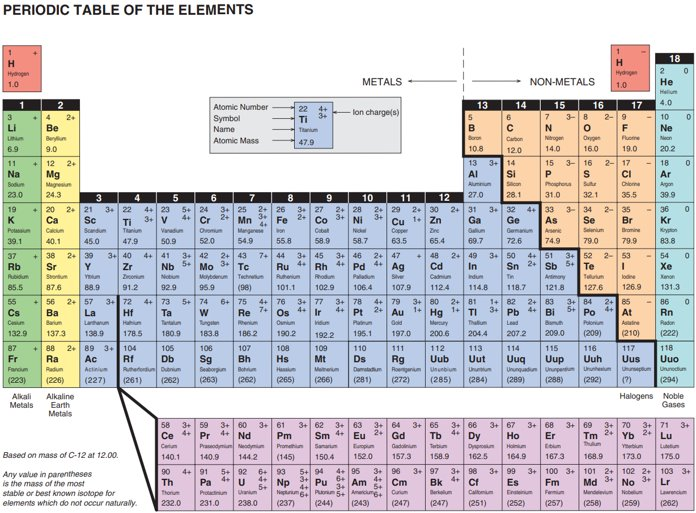 PERIODIC TABLE OF THE ELEMENTS
1 + 1 − 18
H H 2 0
Hydrogen Hydrogen He
1.0 METALS NON-METALS 1.0 Helium
4.0
1 2 13 14 15 16 17
Atomic Number 22 4+ 3+ Ion charge(s)
Symbol Ti
Name Titanium
Atomic Mass 47.9
3 + 4 2+ 5 6 7 3− 8 2− 9 − 10 0
Li Be B C N O F Ne
Lithium Beryllium Boron Carbon Nitrogen Oxygen Fluorine Neon
6.9 9.0 10.8 12.0 14.0 16.0 19.0 20.2
11 + 12 2+ 13 3+ 14 15 3− 16 2− 17 − 18 0
Na Mg Al Si P S Cl Ar
Sodium Magnesium Aluminum Silicon Phosphorus Sulfur Chlorine Argon
23.0 24.3 27.0 28.1 31.0 32.1 35.5 39.9
3 4 5 6 7 8 9 10 11 12
19 + 20 2+ 21 3+ 22 4+ 3+ 23 5+ 4+ 24 3+ 2+ 25 2+ 3+ 4+ 26 3+ 2+ 27 2+ 3+ 28 2+ 3+ 29 2+ 1+ 30 2+ 31 3+ 32 4+ 33 3− 34 2− 35 − 36 0
K Ca Sc Ti V Cr Mn Fe Co Ni Cu Zn Ga Ge As Se Br Kr
Potassium Calcium Scandium Titanium Vanadium Chromium Manganese Iron Cobalt Nickel Copper Zinc Gallium Germanium Arsenic Selenium Bromine Krypton
39.1 40.1 45.0 47.9 50.9 52.0 54.9 55.8 58.9 58.7 63.5 65.4 69.7 72.6 74.9 79.0 79.9 83.8
37 + 38 2+ 39 3+ 40 4+ 41 5+ 3+ 42 2+ 3+ 43 7+ 44 3+ 4+ 45 3+ 4+ 46 2+ 4+ 47 + 48 2+ 49 3+ 50 4+ 2+ 51 3+ 5+ 52 2− 53 − 54 0
Rb Sr Y Zr Nb Mo Tc Ru Rh Pd Ag Cd In Sn Sb Te I Xe
Rubidium Strontium Yttrium Zirconium Niobium Molybdenum Technetium Ruthenium Rhodium Palladium Silver Cadmium Indium Tin Antimony Tellurium Iodine Xenon
85.5 87.6 88.9 91.2 92.9 95.9 (98) 101.1 102.9 106.4 107.9 112.4 114.8 118.7 121.8 127.6 126.9 131.3
55 + 56 2+ 57 3+ 72 4+ 73 5+ 74 6+ 75 4+ 7+ 76 3+ 4+ 77 3+ 4+ 78 4+ 2+ 79 3+ 1+ 80 2+ 1+ 81 1+ 3+ 82 2+ 4+ 83 3+ 5+ 84 2+ 4+ 85 − 86 0
Cs Ba La Hf Ta W Re Os Ir Pt Au Hg Tl Pb Bi Po At Rn
Cesium Barium Lanthanum Hafnium Tantalum Tungsten Rhenium Osmium Iridium Platinum Gold Mercury Thallium Lead Bismuth Polonium Astatine Radon
132.9 137.3 138.9 178.5 180.9 183.8 186.2 190.2 192.2 195.1 197.0 200.6 204.4 207.2 209.0 (209) (210) (222)
87 + 88 2+ 89 3+ 104 105 106 107 108 109 110 111 112 113 114 115 116 117 118
Fr Ra Ac Rf Db Sg Bh Hs Mt Ds Rg Uub Uut Uuq Uup Uuh Uus Uuo
Francium Radium Actinium Rutherfordium Dubnium Seaborgium Bohrium Hassium Meitnerium Darmstadtium Roentgenium Ununbium Ununtrium Ununquadium Ununpentium Ununhexium Ununseptium Ununoctium
(223) (226) (227) (261) (262) (263) (262) (265) (266) (281) (272) (285) (284) (289) (288) (292) (?) (294)
Alkali Metals
Alkaline Earth Metals
Halogens
Noble Gases
58 3+ 4+ 59 3+ 4+ 60 3+ 61 3+ 62 3+ 2+ 63 3+ 2+ 64 3+ 65 3+ 4+ 66 3+ 67 3+ 68 3+ 69 3+ 2+ 70 3+ 2+ 71 3+
Ce Pr Nd Pm Sm Eu Gd Tb Dy Ho Er Tm Yb Lu
Cerium Praseodymium Neodymium Promethium Samarium Europium Gadolinium Terbium Dysprosium Holmium Erbium Thulium Ytterbium Lutetium
140.1 140.9 144.2 (145) 150.4 152.0 157.3 158.9 162.5 164.9 167.3 168.9 173.0 175.0
90 4+ 91 5+ 4+ 92 6+ 4+ 5+ 93 5+ 3+ 4+ 6+ 94 4+ 6+ 3+ 5+ 95 3+ 4+ 5+ 6+ 96 3+ 97 3+ 4+ 98 3+ 99 3+ 100 3+ 101 2+ 3+ 102 2+ 3+ 103 3+
Th Pa U Np Pu Am Cm Bk Cf Es Fm Md No Lr
Thorium Protactinium Uranium Neptunium Plutonium Americium Curium Berkelium Californium Einsteinium Fermium Mendelevium Nobelium Lawrencium
232.0 231.0 238.0 (237) (244) (243) (247) (247) (251) (252) (257) (258) (259) (262)
Based on mass of C-12 at 12.00.
Any value in parentheses
is the mass of the most
stable or best known isotope for
elements which do not occur naturally.